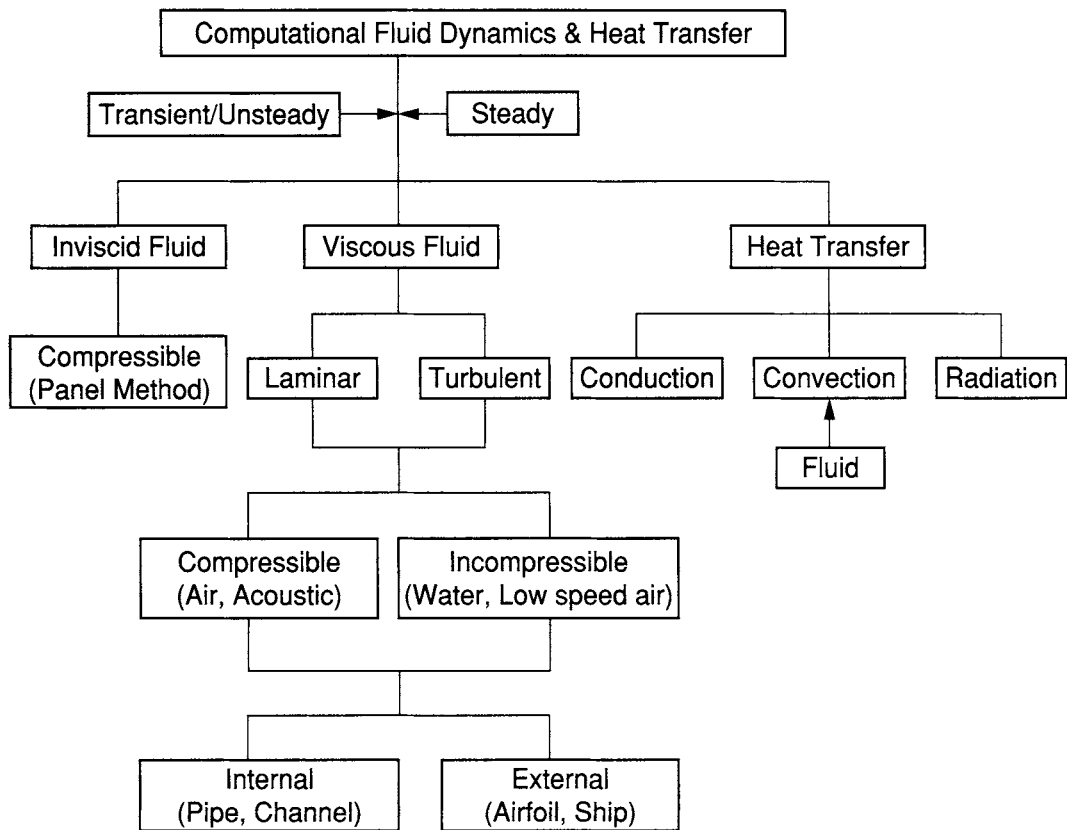 Computational Fluid Dynamics & Heat Transfer
Transient/Unsteady
Steady
Inviscid Fluid
Viscous Fluid
Heat Transfer
Compressible
(Panel Method)
Laminar
Turbulent
Conduction
Convection
Radiation
Fluid
Compressible
(Air, Acoustic)
Incompressible
(Water, Low speed air)
Internal
(Pipe, Channel)
External
(Airfoil, Ship)